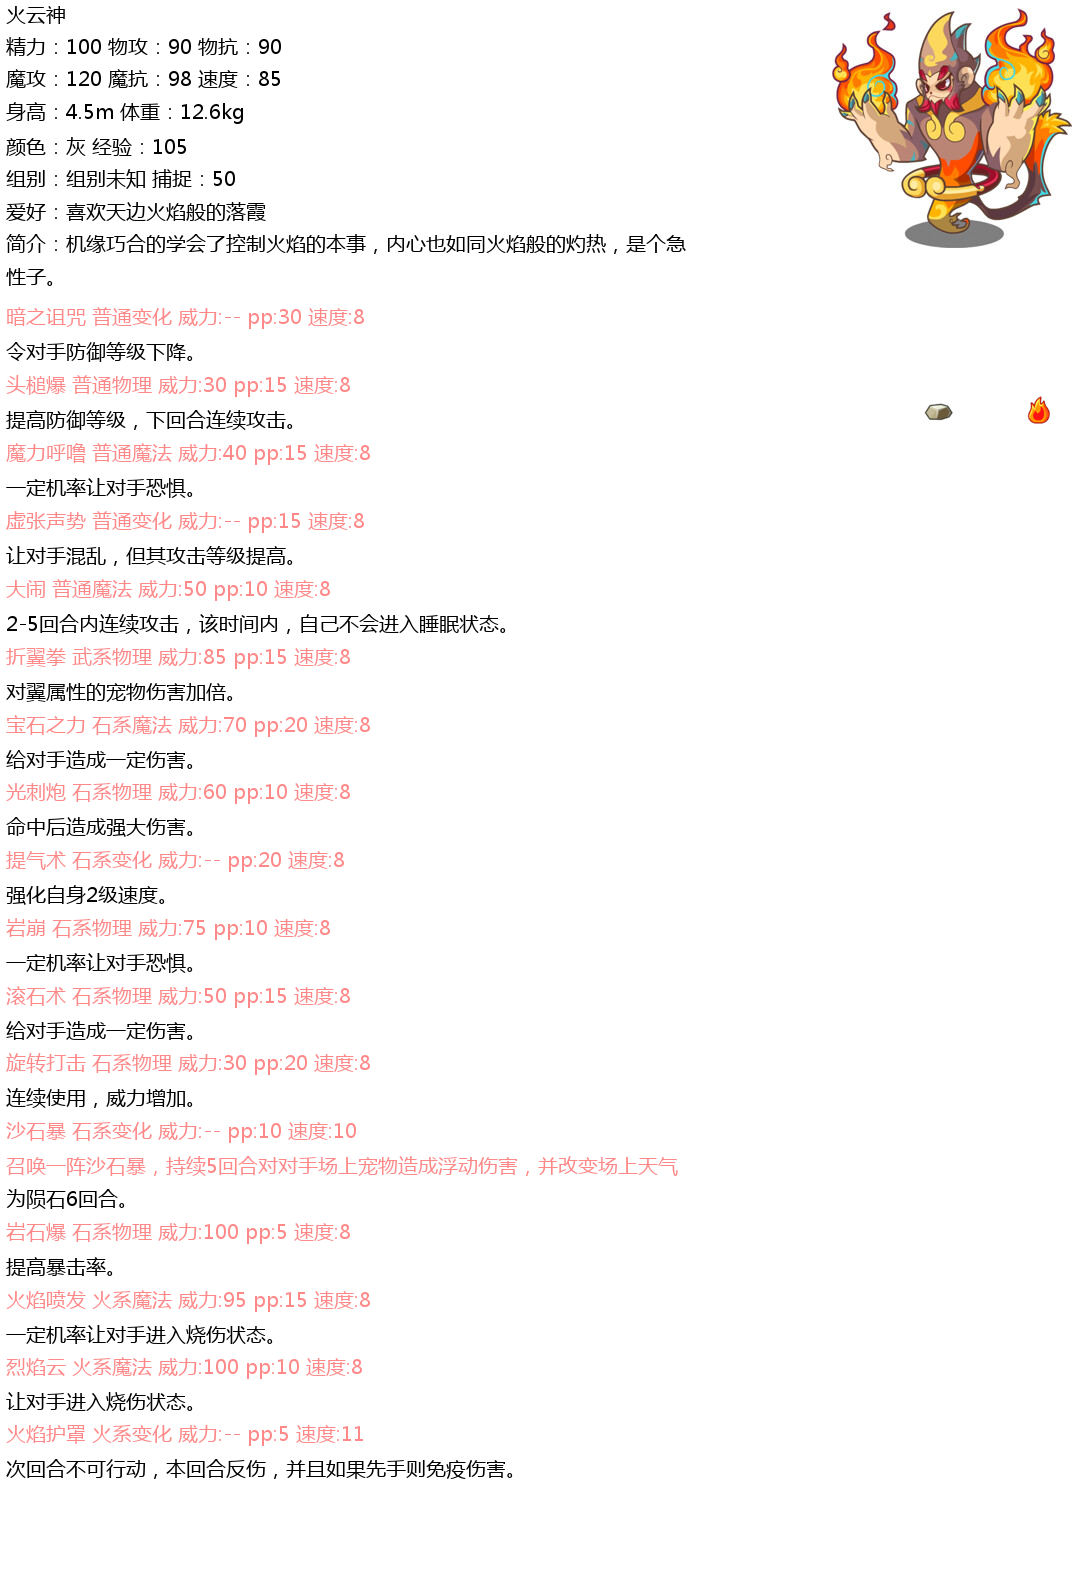 火云神
精力：100 物攻：90 物抗：90
魔攻：120 魔抗：98 速度：85
身高：4.5m 体重：12.6kg
颜色：灰 经验：105
组别：组别未知 捕捉：50
爱好：喜欢天边火焰般的落霞
简介：机缘巧合的学会了控制火焰的本事，内心也如同火焰般的灼热，是个急
性子。
暗之诅咒 普通变化 威力:-- pp:30 速度:8
令对手防御等级下降。
头槌爆 普通物理 威力:30 pp:15 速度:8
提高防御等级，下回合连续攻击。
魔力呼噜 普通魔法 威力:40 pp:15 速度:8
一定机率让对手恐惧。
虚张声势 普通变化 威力:-- pp:15 速度:8
让对手混乱，但其攻击等级提高。
大闹 普通魔法 威力:50 pp:10 速度:8
2-5回合内连续攻击，该时间内，自己不会进入睡眠状态。
折翼拳 武系物理 威力:85 pp:15 速度:8
对翼属性的宠物伤害加倍。
宝石之力 石系魔法 威力:70 pp:20 速度:8
给对手造成一定伤害。
光刺炮 石系物理 威力:60 pp:10 速度:8
命中后造成强大伤害。
提气术 石系变化 威力:-- pp:20 速度:8
强化自身2级速度。
岩崩 石系物理 威力:75 pp:10 速度:8
一定机率让对手恐惧。
滚石术 石系物理 威力:50 pp:15 速度:8
给对手造成一定伤害。
旋转打击 石系物理 威力:30 pp:20 速度:8
连续使用，威力增加。
沙石暴 石系变化 威力:-- pp:10 速度:10
召唤一阵沙石暴，持续5回合对对手场上宠物造成浮动伤害，并改变场上天气
为陨石6回合。
岩石爆 石系物理 威力:100 pp:5 速度:8
提高暴击率。
火焰喷发 火系魔法 威力:95 pp:15 速度:8
一定机率让对手进入烧伤状态。
烈焰云 火系魔法 威力:100 pp:10 速度:8
让对手进入烧伤状态。
火焰护罩 火系变化 威力:-- pp:5 速度:11
次回合不可行动，本回合反伤，并且如果先手则免疫伤害。